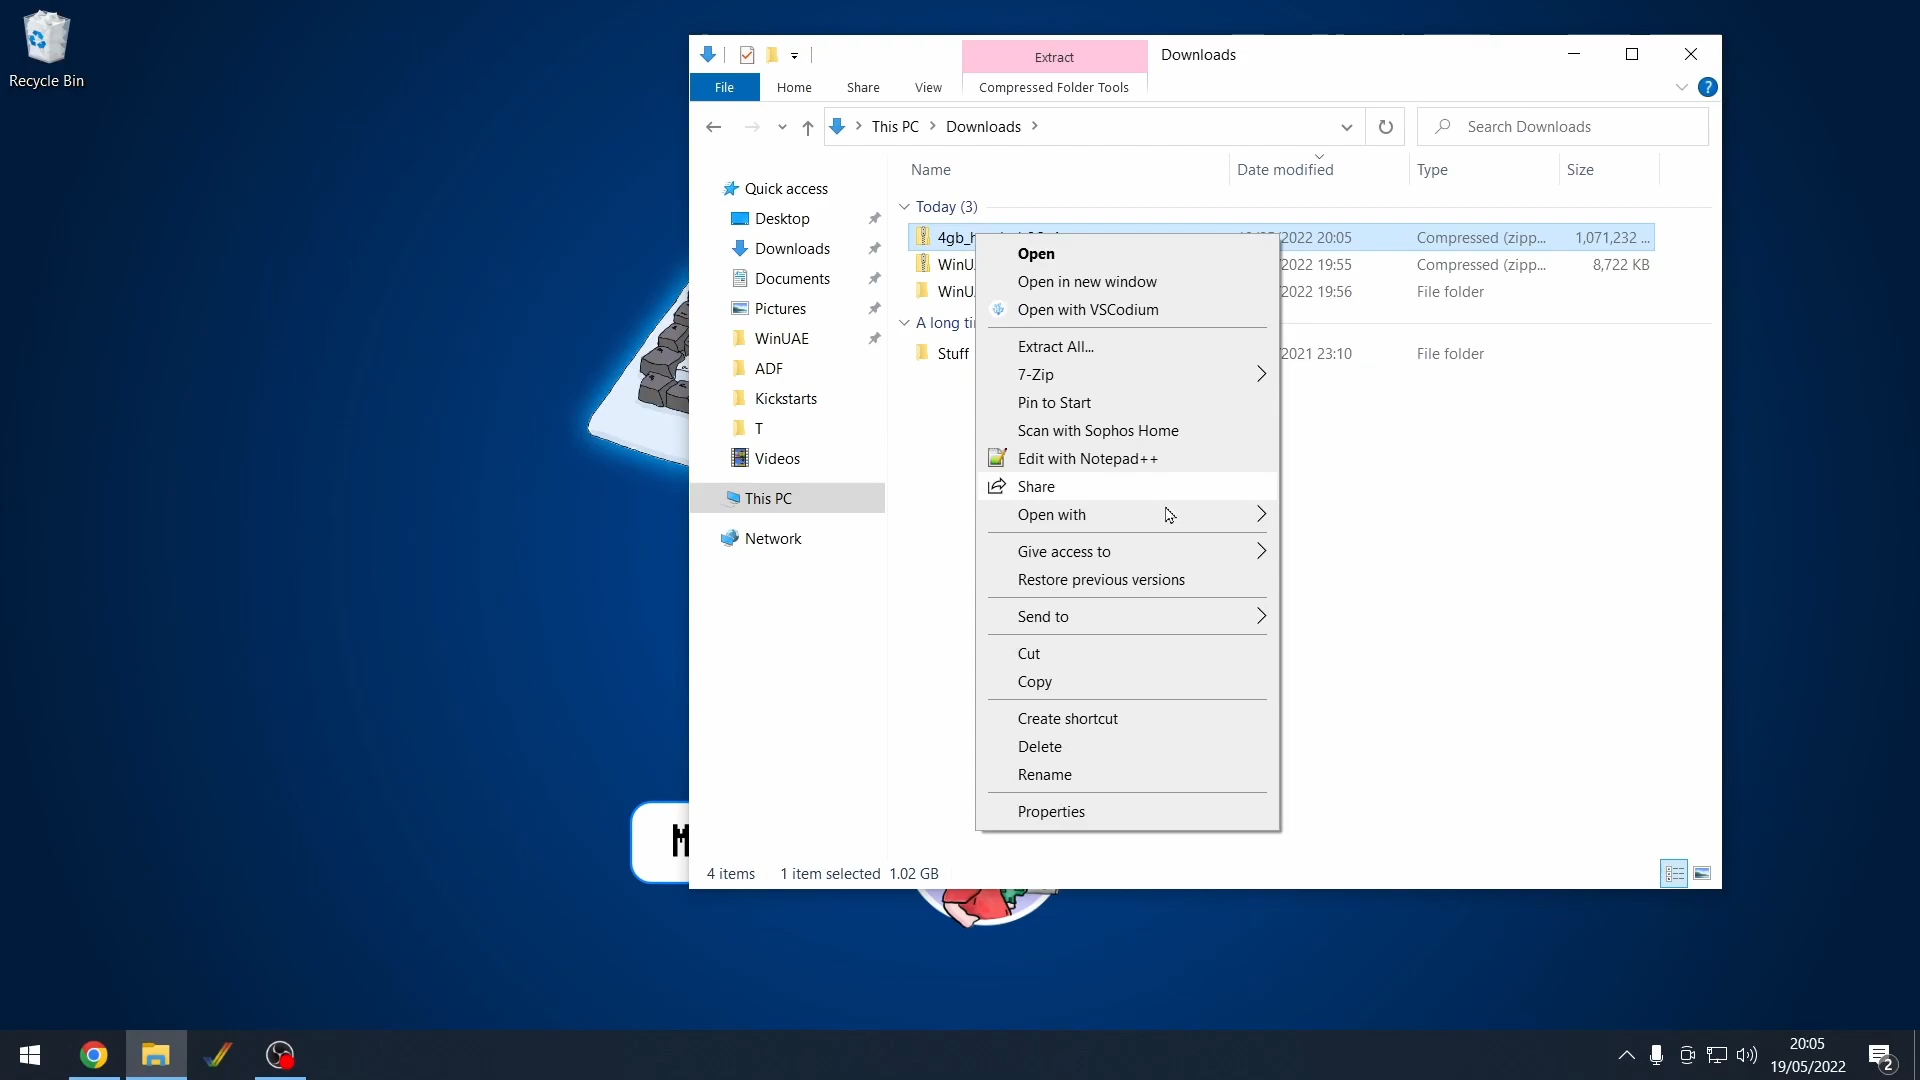 Recycle Bin
Extract
Downloads
File
Home
Share
View
Compressed Folder Tools
?
This PC
Downloads
Search Downloads
Name
Date modified
Type
Size
Quick access
Desktop
Downloads
Documents
Pictures
WinUAE
ADF
Kickstarts
T
Videos
This PC
Network
Today (3)
2022 20:05 Compressed (zipp... 1,071,232 ...
WinU 2022 19:55 Compressed (zipp... 8,722 KB
WinU 2022 19:56 File folder
A long ti
Stuff 2021 23:10 File folder
Open
Open in new window
Open with VSCodium
Extract All...
7-Zip
Pin to Start
Scan with Sophos Home
Edit with Notepad++
Share
Open with
Give access to
Restore previous versions
Send to
Cut
Copy
Create shortcut
Delete
Rename
Properties
4 items 1 item selected 1.02 GB
M
20:05
19/05/2022
2